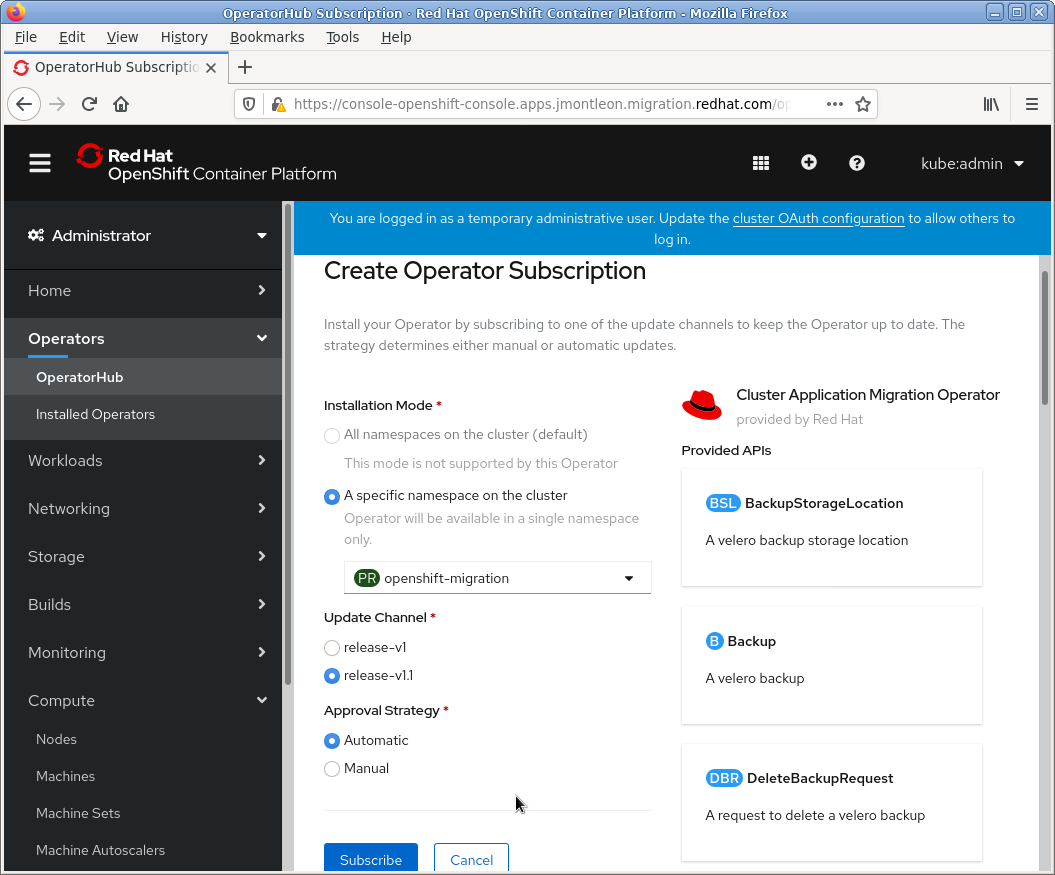 OperatorHub Subscription · Red Hat OpenShift Container Platform - Mozilla Firefox
File Edit View History Bookmarks Tools Help
OperatorHub Subscriptio
https://console-openshift-console.apps.jmontleon.migration.redhat.com/op
Red Hat
OpenShift Container Platform
kube:admin
Administrator
Home
Operators
OperatorHub
Installed Operators
Workloads
Networking
Storage
Builds
Monitoring
Compute
Nodes
Machines
Machine Sets
Machine Autoscalers
You are logged in as a temporary administrative user. Update the cluster OAuth configuration to allow others to
log in.
Create Operator Subscription
Install your Operator by subscribing to one of the update channels to keep the Operator up to date. The
strategy determines either manual or automatic updates.
Installation Mode *
All namespaces on the cluster (default)
This mode is not supported by this Operator
A specific namespace on the cluster
Operator will be available in a single namespace
only.
PR openshift-migration
Update Channel *
release-v1
release-v1.1
Approval Strategy *
Automatic
Manual
Subscribe Cancel
Cluster Application Migration Operator
provided by Red Hat
Provided APIs
BSL BackupStorageLocation
A velero backup storage location
B Backup
A velero backup
DBR DeleteBackupRequest
A request to delete a velero backup